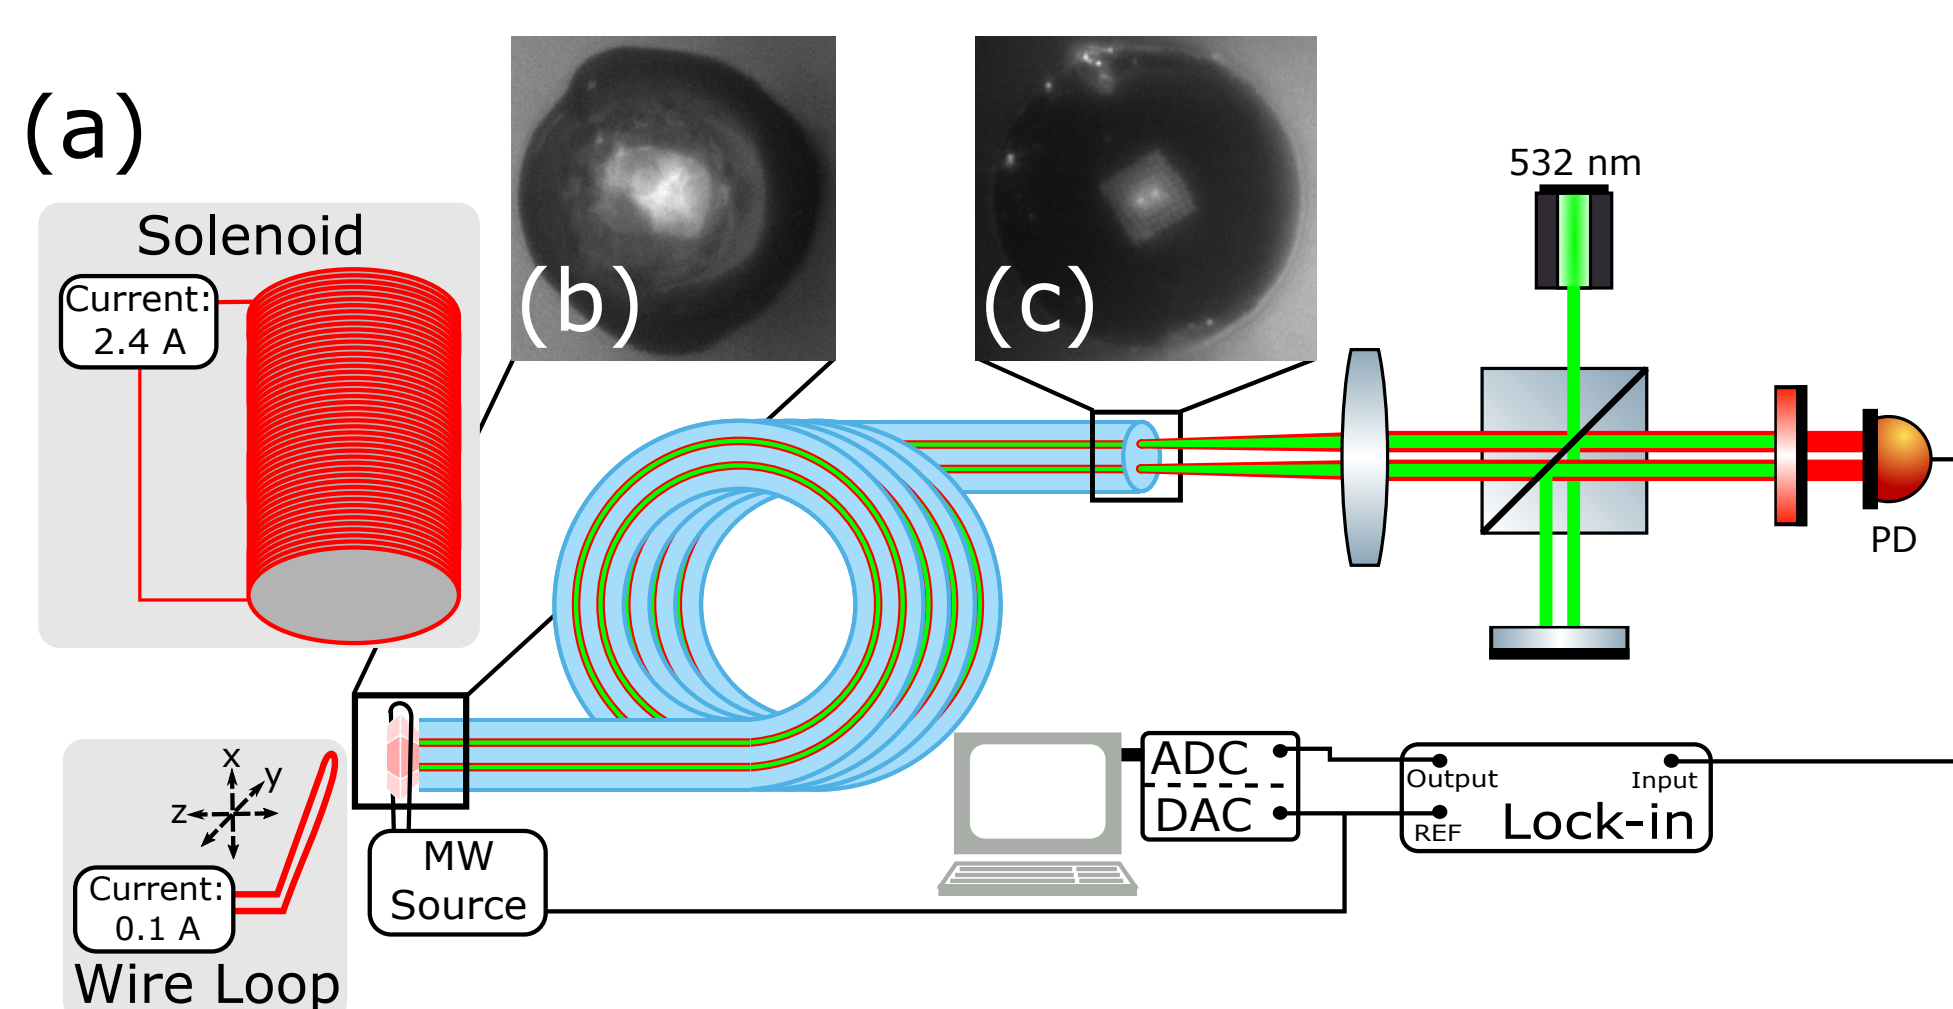 (a)
Solenoid
Current:
2.4 A
(b)
(c)
532 nm
PD
x
y
z
Current:
0.1 A
Wire Loop
MW
Source
ADC
DAC
Output
Input
REF
Lock-in